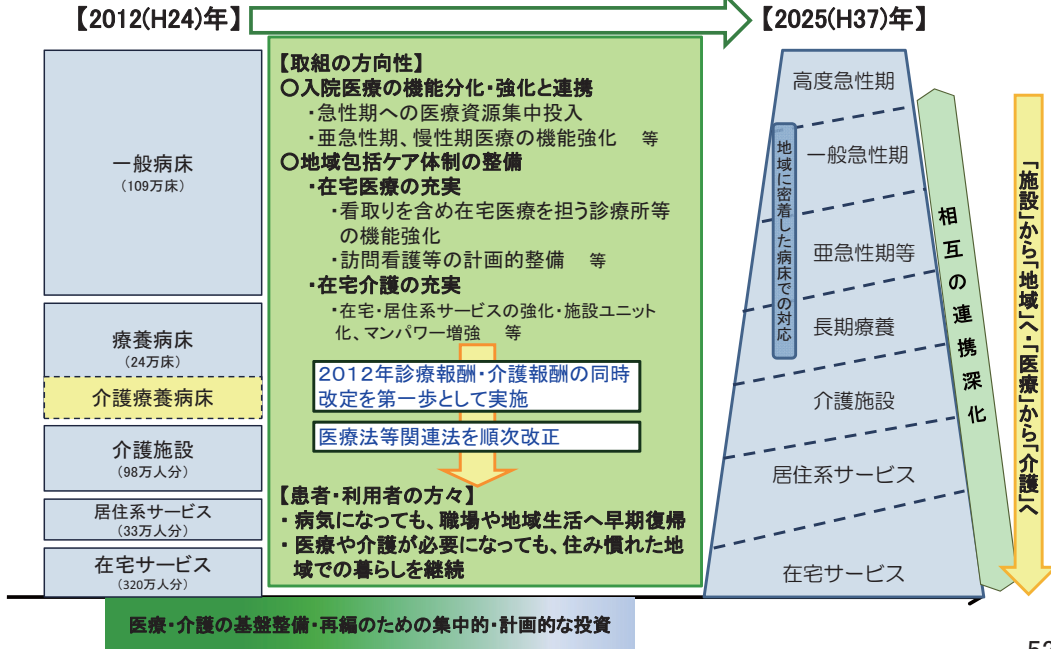 【2012(H24)年】
【2025(H37)年】
一般病床
(109万床)
療養病床
(24万床)
介護療養病床
介護施設
(98万人分)
居住系サービス
(33万人分)
在宅サービス
(320万人分)
【取組の方向性】
○入院医療の機能分化・強化と連携
・急性期への医療資源集中投入
・亜急性期、慢性期医療の機能強化 等
○地域包括ケア体制の整備
・在宅医療の充実
・看取りを含め在宅医療を担う診療所等
の機能強化
・訪問看護等の計画的整備 等
・在宅介護の充実
・在宅・居住系サービスの強化・施設ユニット
化、マンパワー増強 等
2012年診療報酬・介護報酬の同時
改定を第一歩として実施
医療法等関連法を順次改正
【患者・利用者の方々】
・病気になっても、職場や地域生活へ早期復帰
・医療や介護が必要になっても、住み慣れた地
域での暮らしを継続
高度急性期
一般急性期
亜急性期等
長期療養
介護施設
居住系サービス
在宅サービス
地域に密着した病床での対応
相互の連携深化
「施設」から「地域」へ・「医療」から「介護」へ
医療・介護の基盤整備・再編のための集中的・計画的な投資